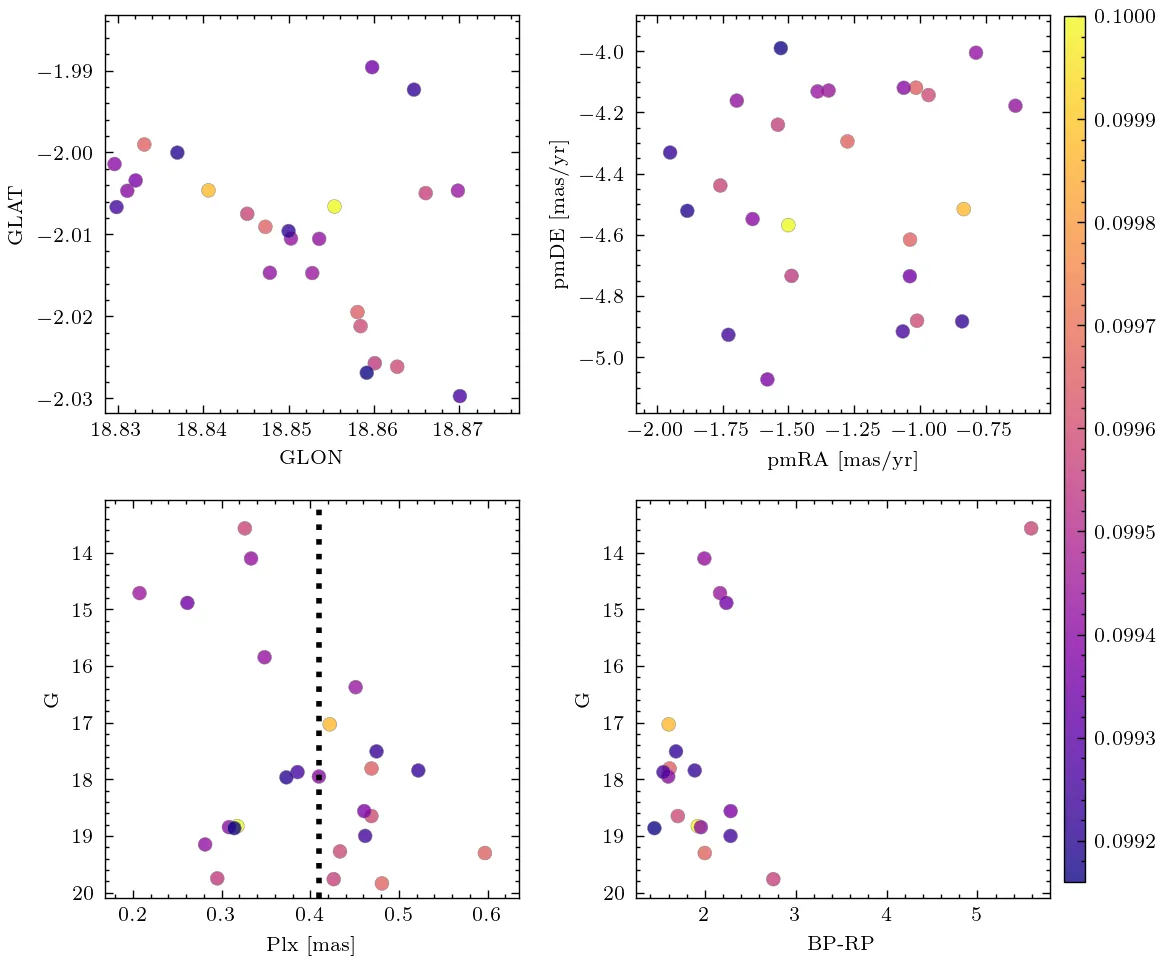 −1.99
−2.00
−2.01
−2.02
−2.03
GLAT
18.83 18.84 18.85 18.86 18.87
GLON
−4.0
−4.2
−4.4
−4.6
−4.8
−5.0
pmDE [mas/yr]
−2.00 −1.75 −1.50 −1.25 −1.00 −0.75
pmRA [mas/yr]
14
15
16
17
18
19
20
G
0.2 0.3 0.4 0.5 0.6
Plx [mas]
14
15
16
17
18
19
20
G
2 3 4 5
BP-RP
0.1000
0.0999
0.0998
0.0997
0.0996
0.0995
0.0994
0.0993
0.0992